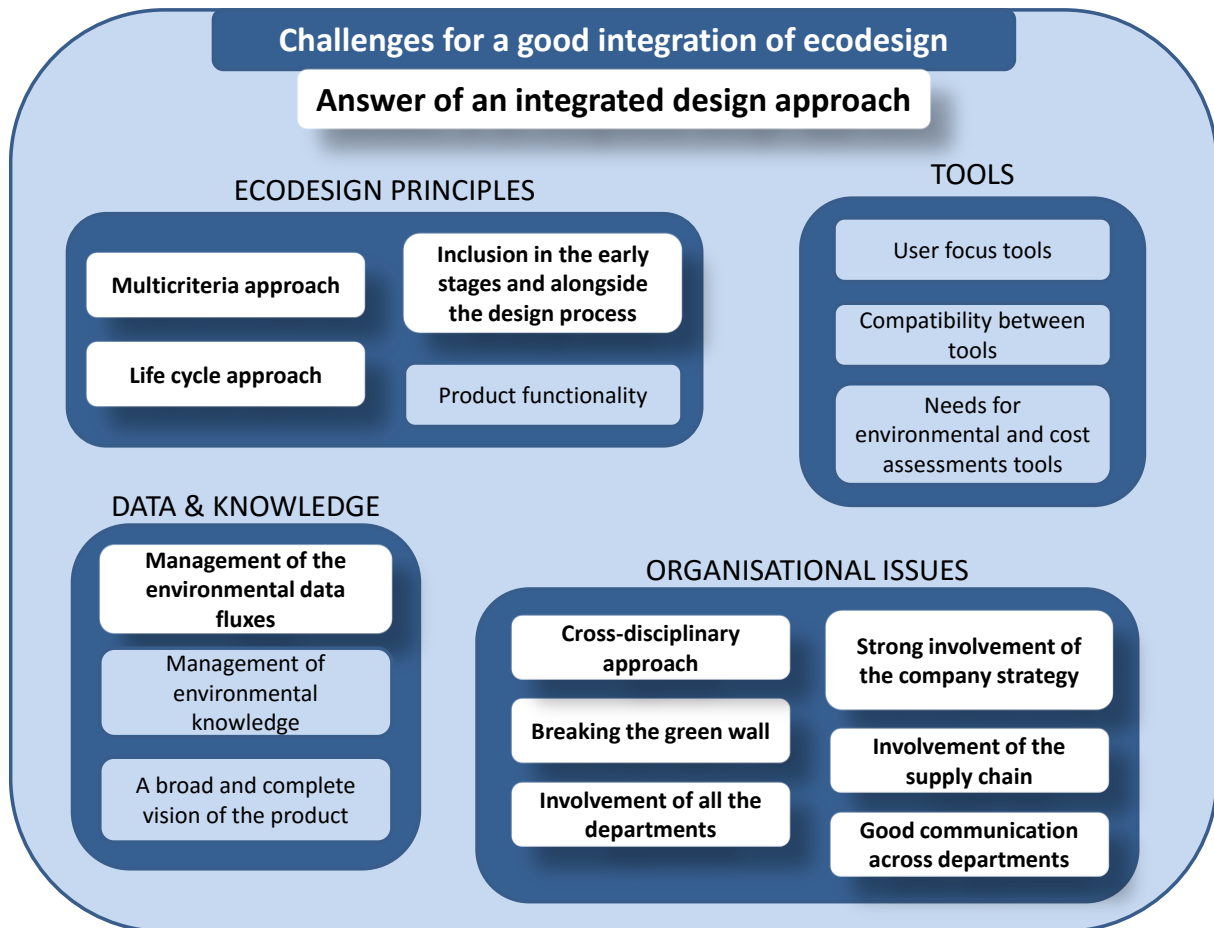 Challenges for a good integration of ecodesign
Answer of an integrated design approach
ECODESIGN PRINCIPLES
Multicriteria approach
Life cycle approach
Inclusion in the early
stages and alongside
the design process
Product functionality
TOOLS
User focus tools
Compatibility between
tools
Needs for
environmental and cost
assessments tools
DATA & KNOWLEDGE
Management of the
environmental data
fluxes
Management of
environmental
knowledge
A broad and complete
vision of the product
ORGANISATIONAL ISSUES
Cross-disciplinary
approach
Breaking the green wall
Involvement of all the
departments
Strong involvement of
the company strategy
Involvement of the
supply chain
Good communication
across departments